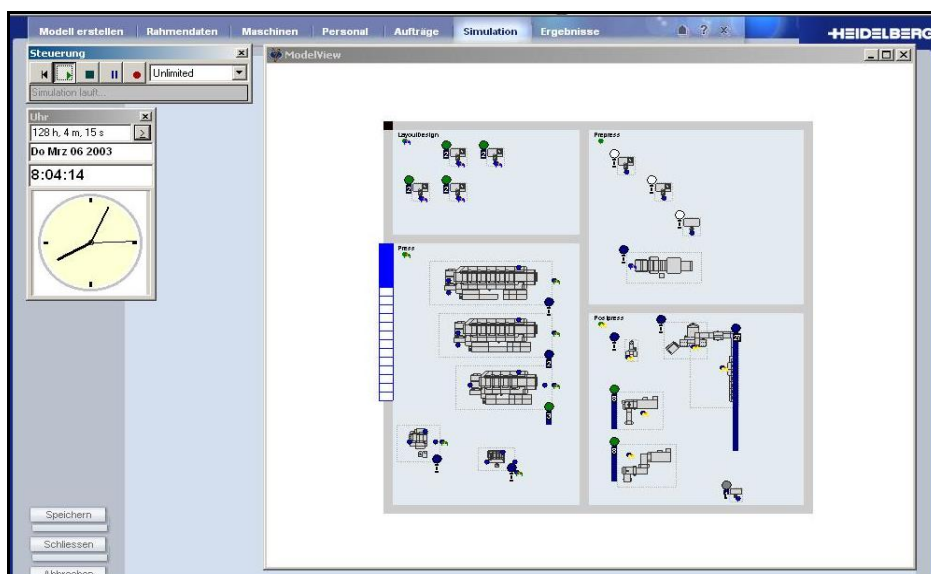 Modell erstellen Rahmendaten Maschinen Personal Aufträge Simulation Ergebnisse ? x HEIDELBERG
Steuerung
Unlimited
Simulation läuft...
Uhr
128 h, 4 m, 15 s >
Do Mrz 06 2003
8:04:14
ModelView
LayoutDesign
Prepress
Press
Postpress
Speichern
Schliessen
Abbrechen